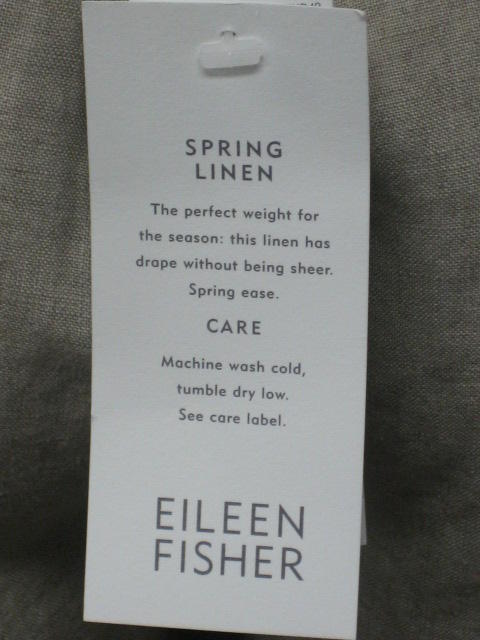 SPRING
LINEN
The perfect weight for
the season: this linen has
drape without being sheer.
Spring ease.
CARE
Machine wash cold,
tumble dry low.
See care label.
EILEEN
FISHER